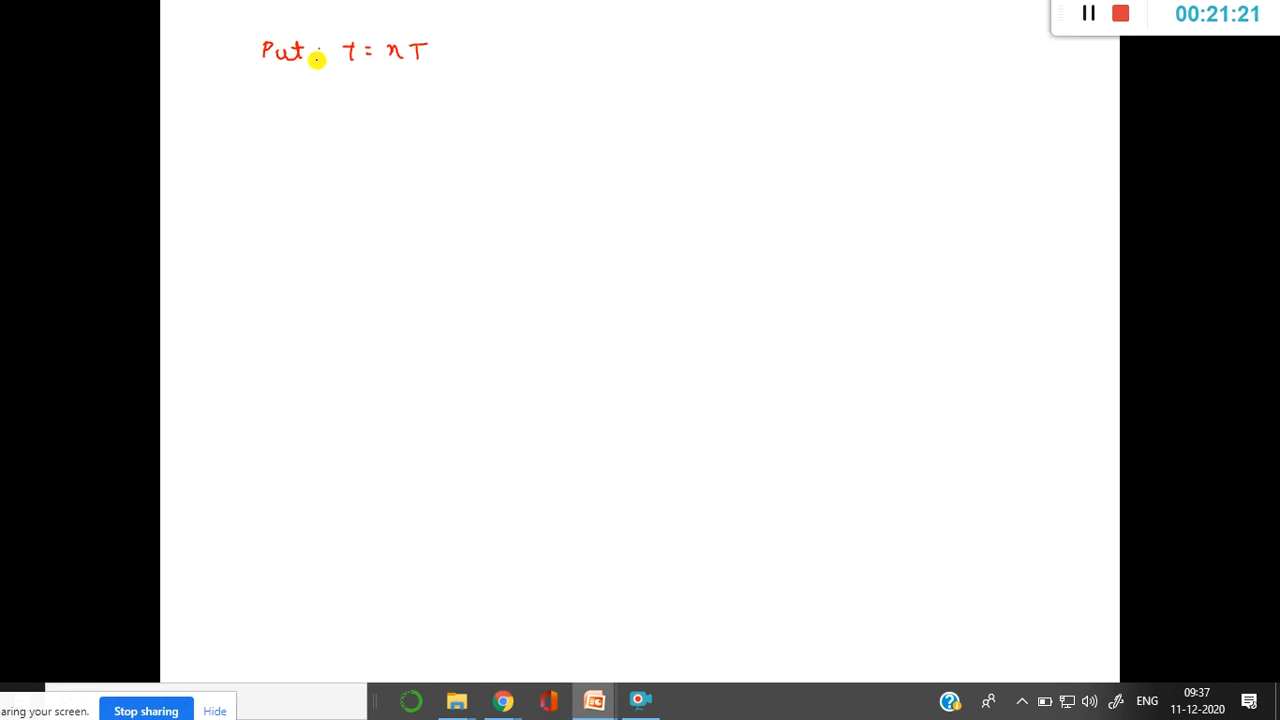 00:21:21
Put t = nT
aring your screen. Stop sharing Hide
ENG
09:37
11-12-2020